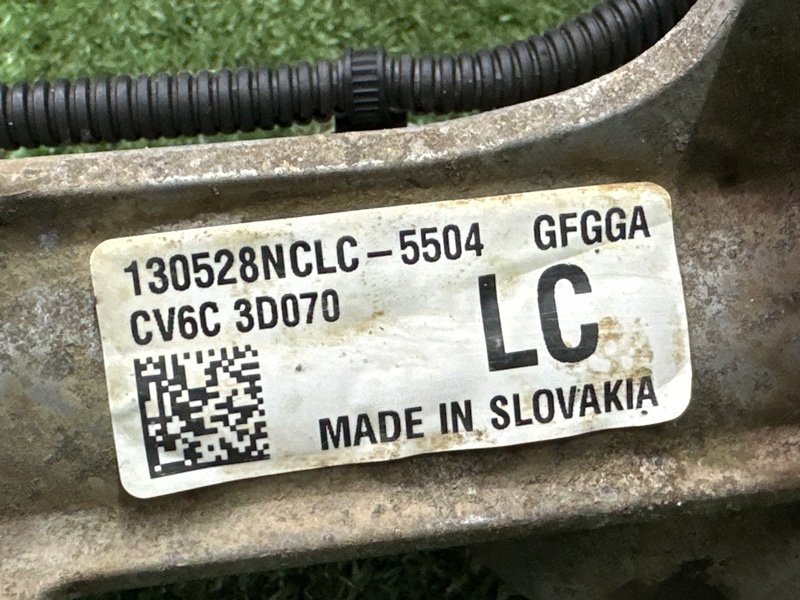 130528NCLC-5504 GFGGA
CV6C 3D070
LC
MADE IN SLOVAKIA